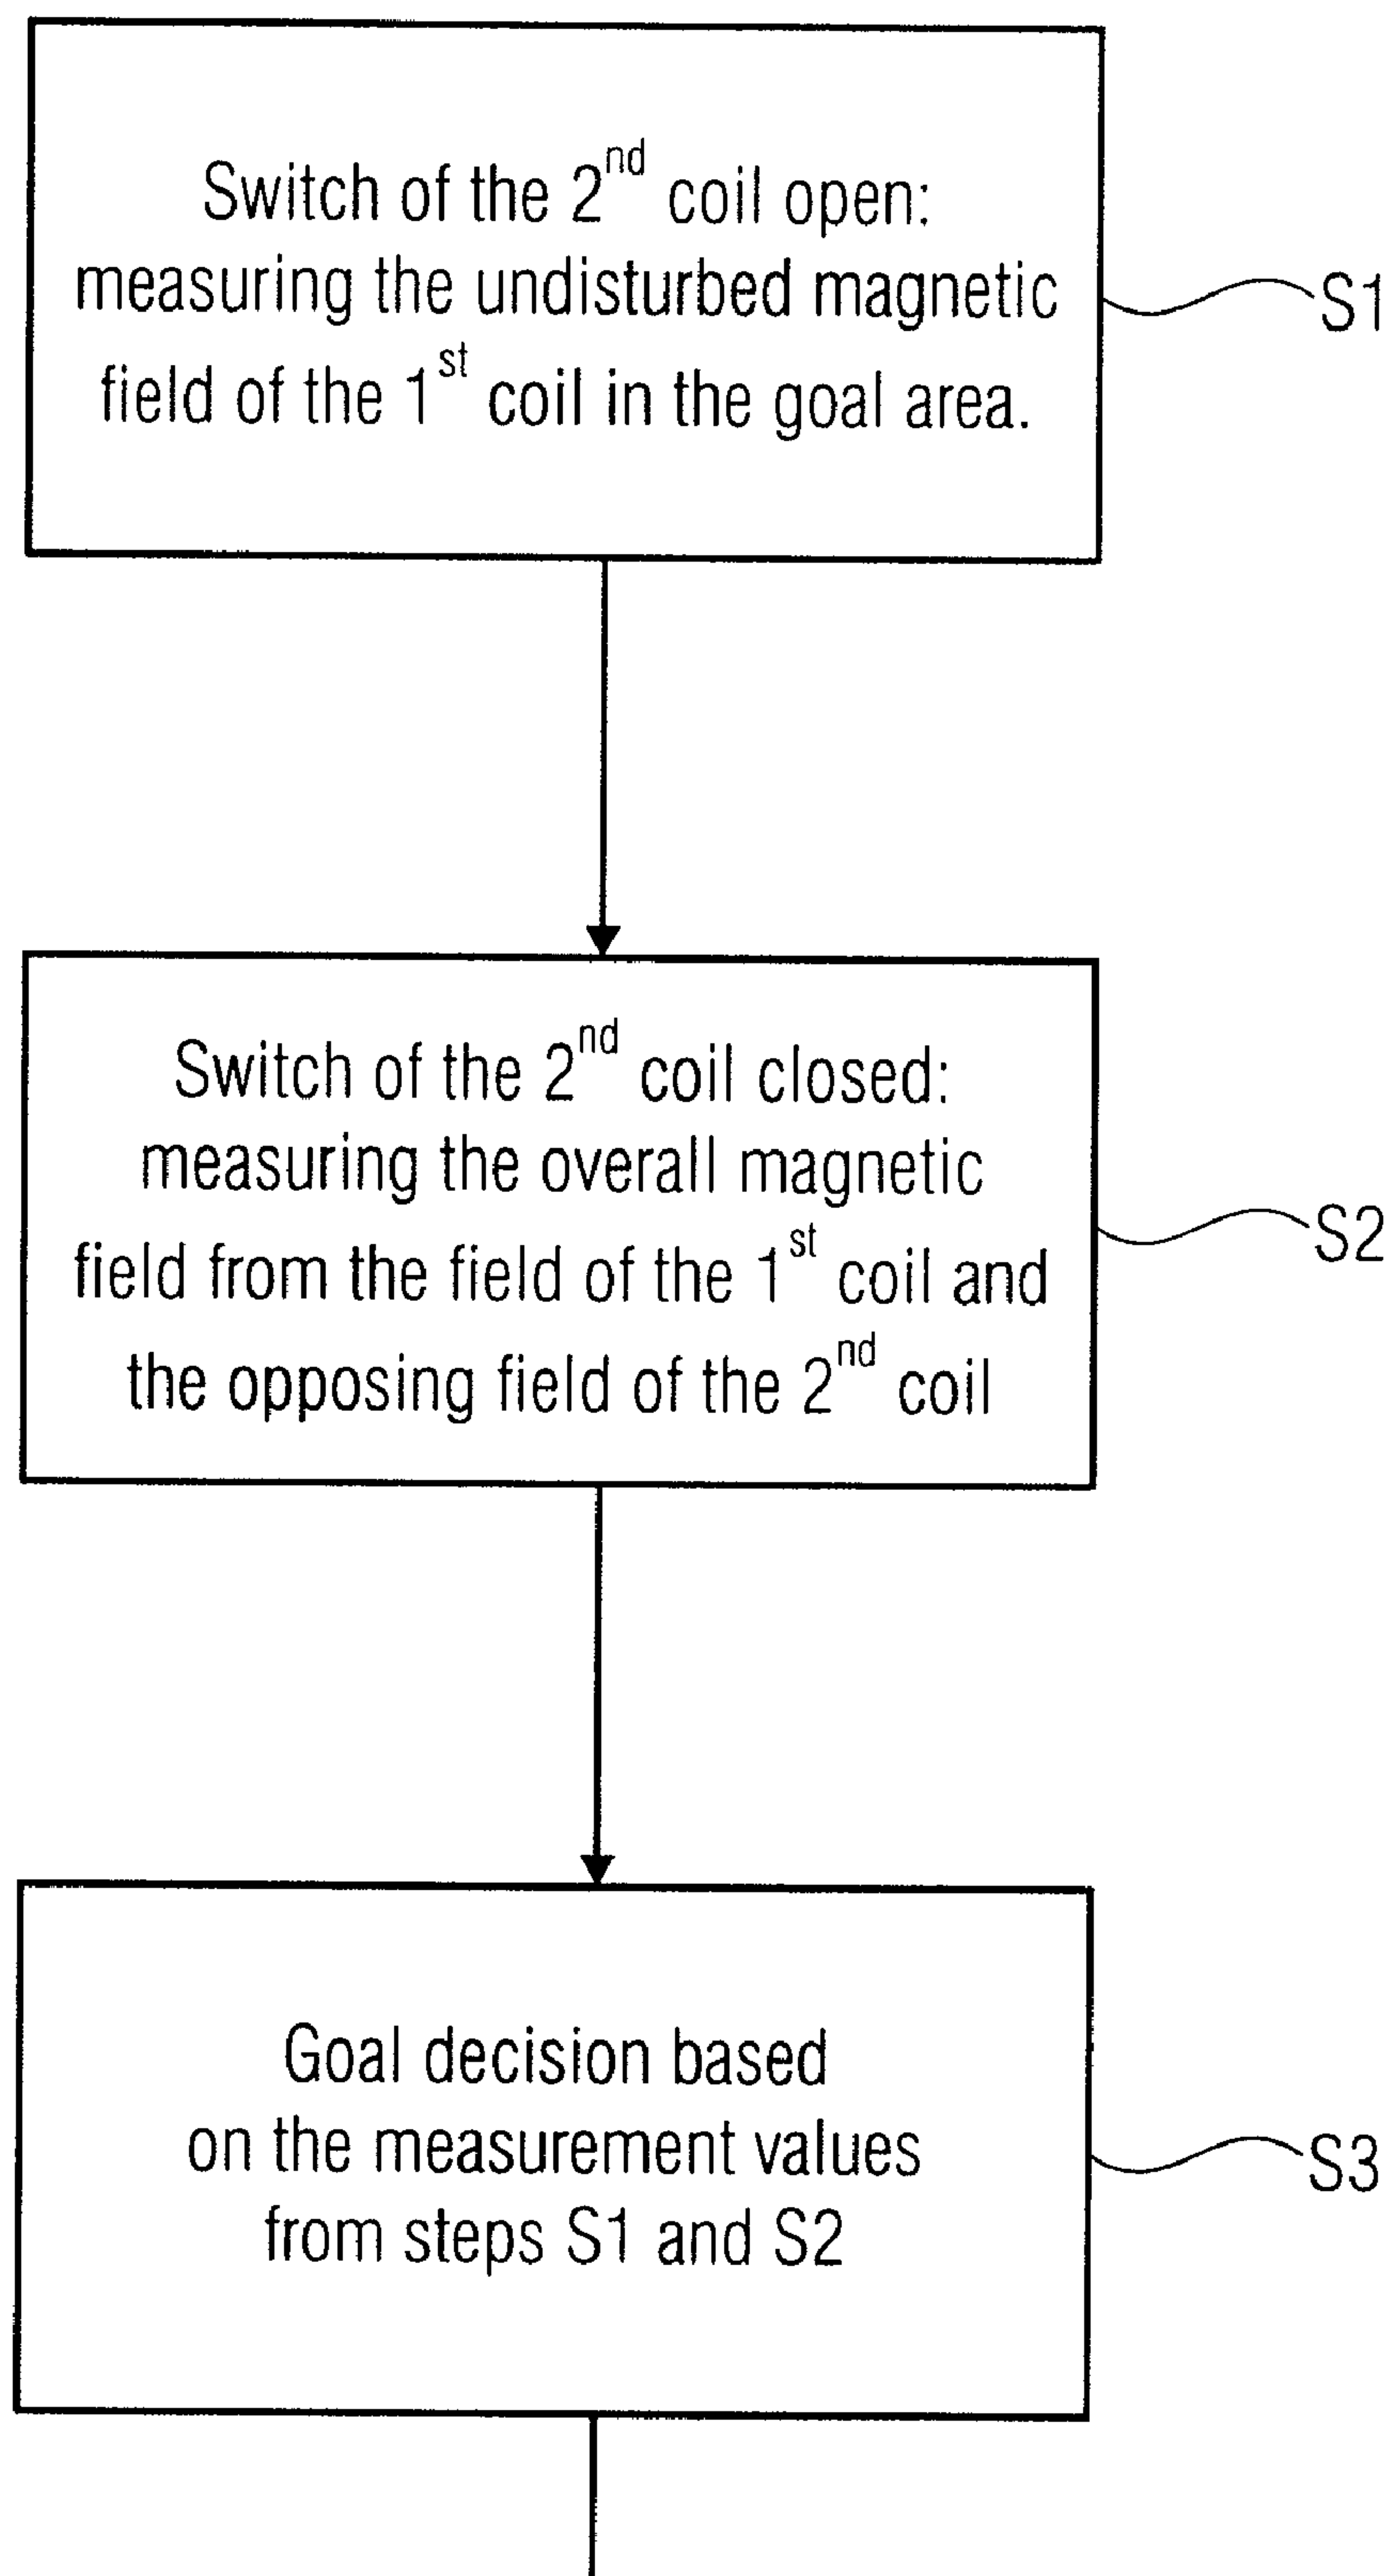 Switch of the 2nd coil open:
measuring the undisturbed magnetic
field of the 1st coil in the goal area.
S1
Switch of the 2nd coil closed:
measuring the overall magnetic
field from the field of the 1st coil and
the opposing field of the 2nd coil
S2
Goal decision based
on the measurement values
from steps S1 and S2
S3